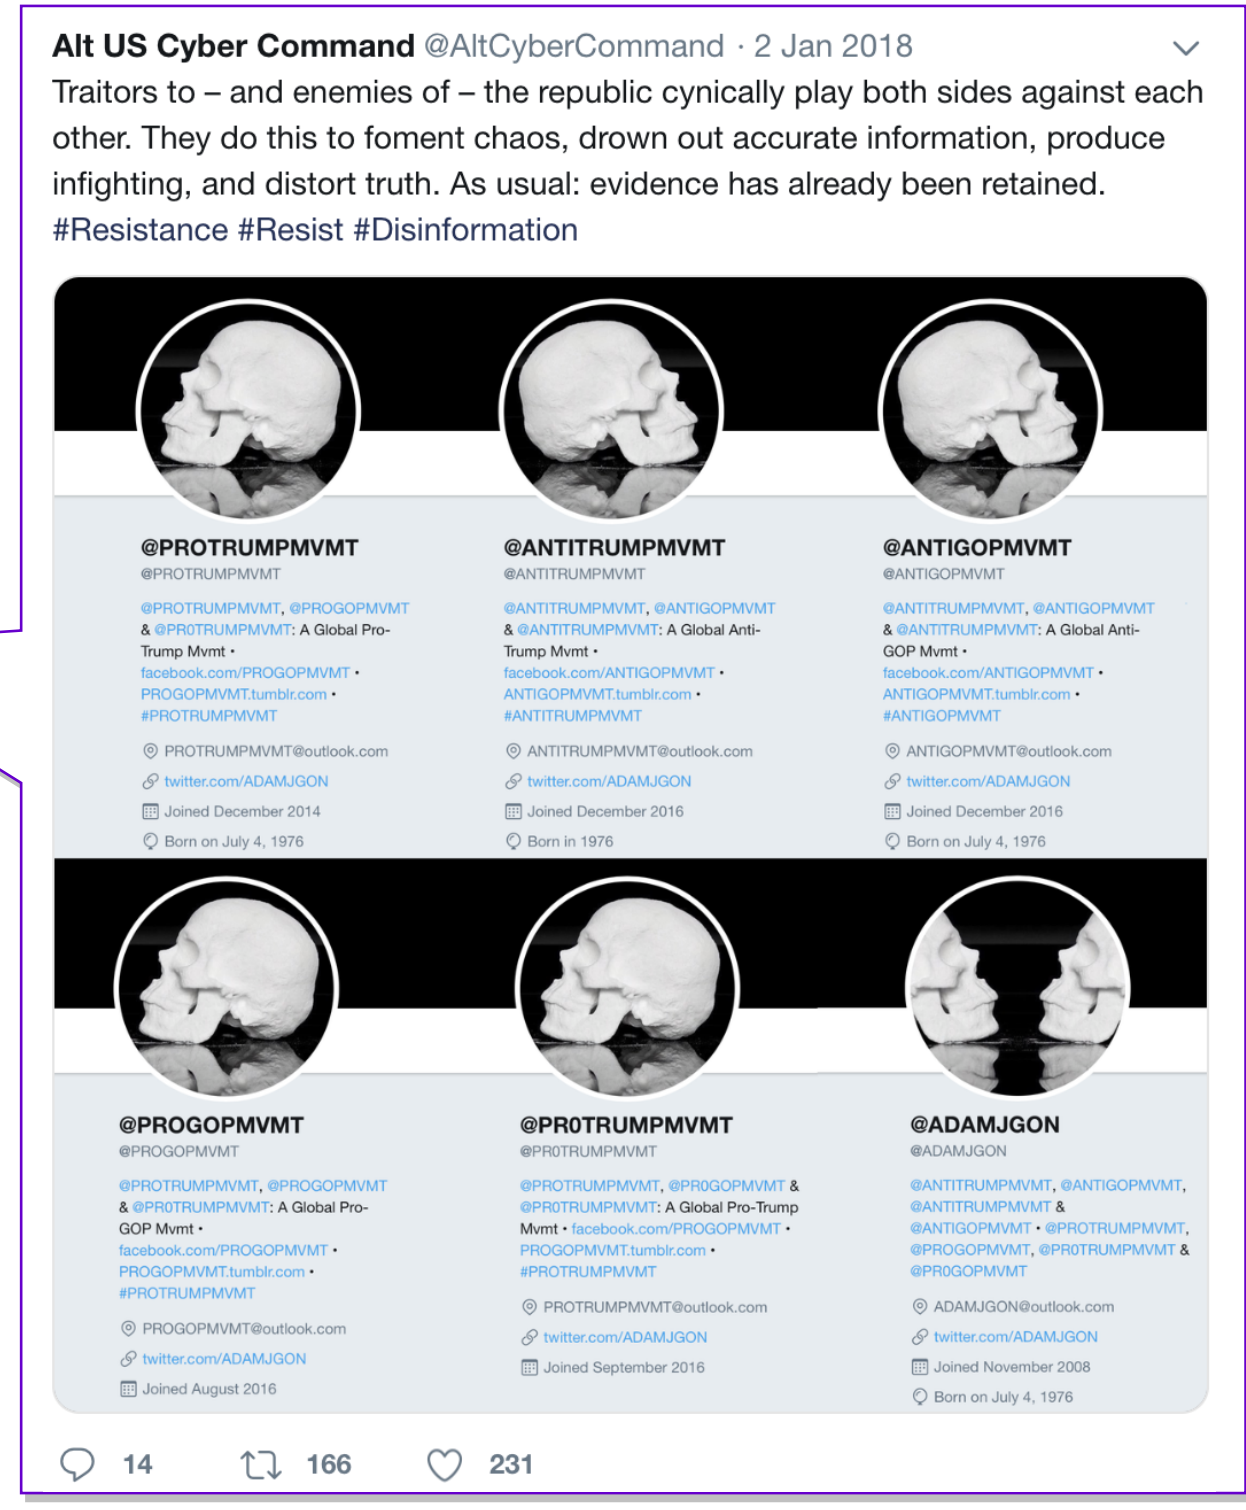 Alt US Cyber Command @AltCyberCommand · 2 Jan 2018
Traitors to – and enemies of – the republic cynically play both sides against each
other. They do this to foment chaos, drown out accurate information, produce
infighting, and distort truth. As usual: evidence has already been retained.
#Resistance #Resist #Disinformation
@PROTRUMPMVMT
@PROTRUMPMVMT
@PROTRUMPMVMT, @PROGOPMVMT
& @PR0TRUMPMVMT: A Global Pro-
Trump Mvmt •
facebook.com/PROGOPMVMT •
PROGOPMVMT.tumblr.com •
#PROTRUMPMVMT
PROTRUMPMVMT@outlook.com
twitter.com/ADAMJGON
Joined December 2014
Born on July 4, 1976
@ANTITRUMPMVMT
@ANTITRUMPMVMT
@ANTITRUMPMVMT, @ANTIGOPMVMT
& @ANTITRUMPMVMT: A Global Anti-
Trump Mvmt •
facebook.com/ANTIGOPMVMT •
ANTIGOPMVMT.tumblr.com •
#ANTITRUMPMVMT
ANTITRUMPMVMT@outlook.com
twitter.com/ADAMJGON
Joined December 2016
Born in 1976
@ANTIGOPMVMT
@ANTIGOPMVMT
@ANTITRUMPMVMT, @ANTIGOPMVMT
& @ANTITRUMPMVMT: A Global Anti-
GOP Mvmt •
facebook.com/ANTIGOPMVMT •
ANTIGOPMVMT.tumblr.com •
#ANTIGOPMVMT
ANTIGOPMVMT@outlook.com
twitter.com/ADAMJGON
Joined December 2016
Born on July 4, 1976
@PROGOPMVMT
@PROGOPMVMT
@PROTRUMPMVMT, @PROGOPMVMT
& @PR0TRUMPMVMT: A Global Pro-
GOP Mvmt •
facebook.com/PROGOPMVMT •
PROGOPMVMT.tumblr.com •
#PROTRUMPMVMT
PROGOPMVMT@outlook.com
twitter.com/ADAMJGON
Joined August 2016
@PR0TRUMPMVMT
@PR0TRUMPMVMT
@PROTRUMPMVMT, @PR0GOPMVMT &
@PR0TRUMPMVMT: A Global Pro-Trump
Mvmt • facebook.com/PROGOPMVMT •
PROGOPMVMT.tumblr.com •
#PROTRUMPMVMT
PROTRUMPMVMT@outlook.com
twitter.com/ADAMJGON
Joined September 2016
@ADAMJGON
@ADAMJGON
@ANTITRUMPMVMT, @ANTIGOPMVMT,
@ANTITRUMPMVMT &
@ANTIGOPMVMT • @PROTRUMPMVMT,
@PROGOPMVMT, @PR0TRUMPMVMT &
@PR0GOPMVMT
ADAMJGON@outlook.com
twitter.com/ADAMJGON
Joined November 2008
Born on July 4, 1976
14 166 231